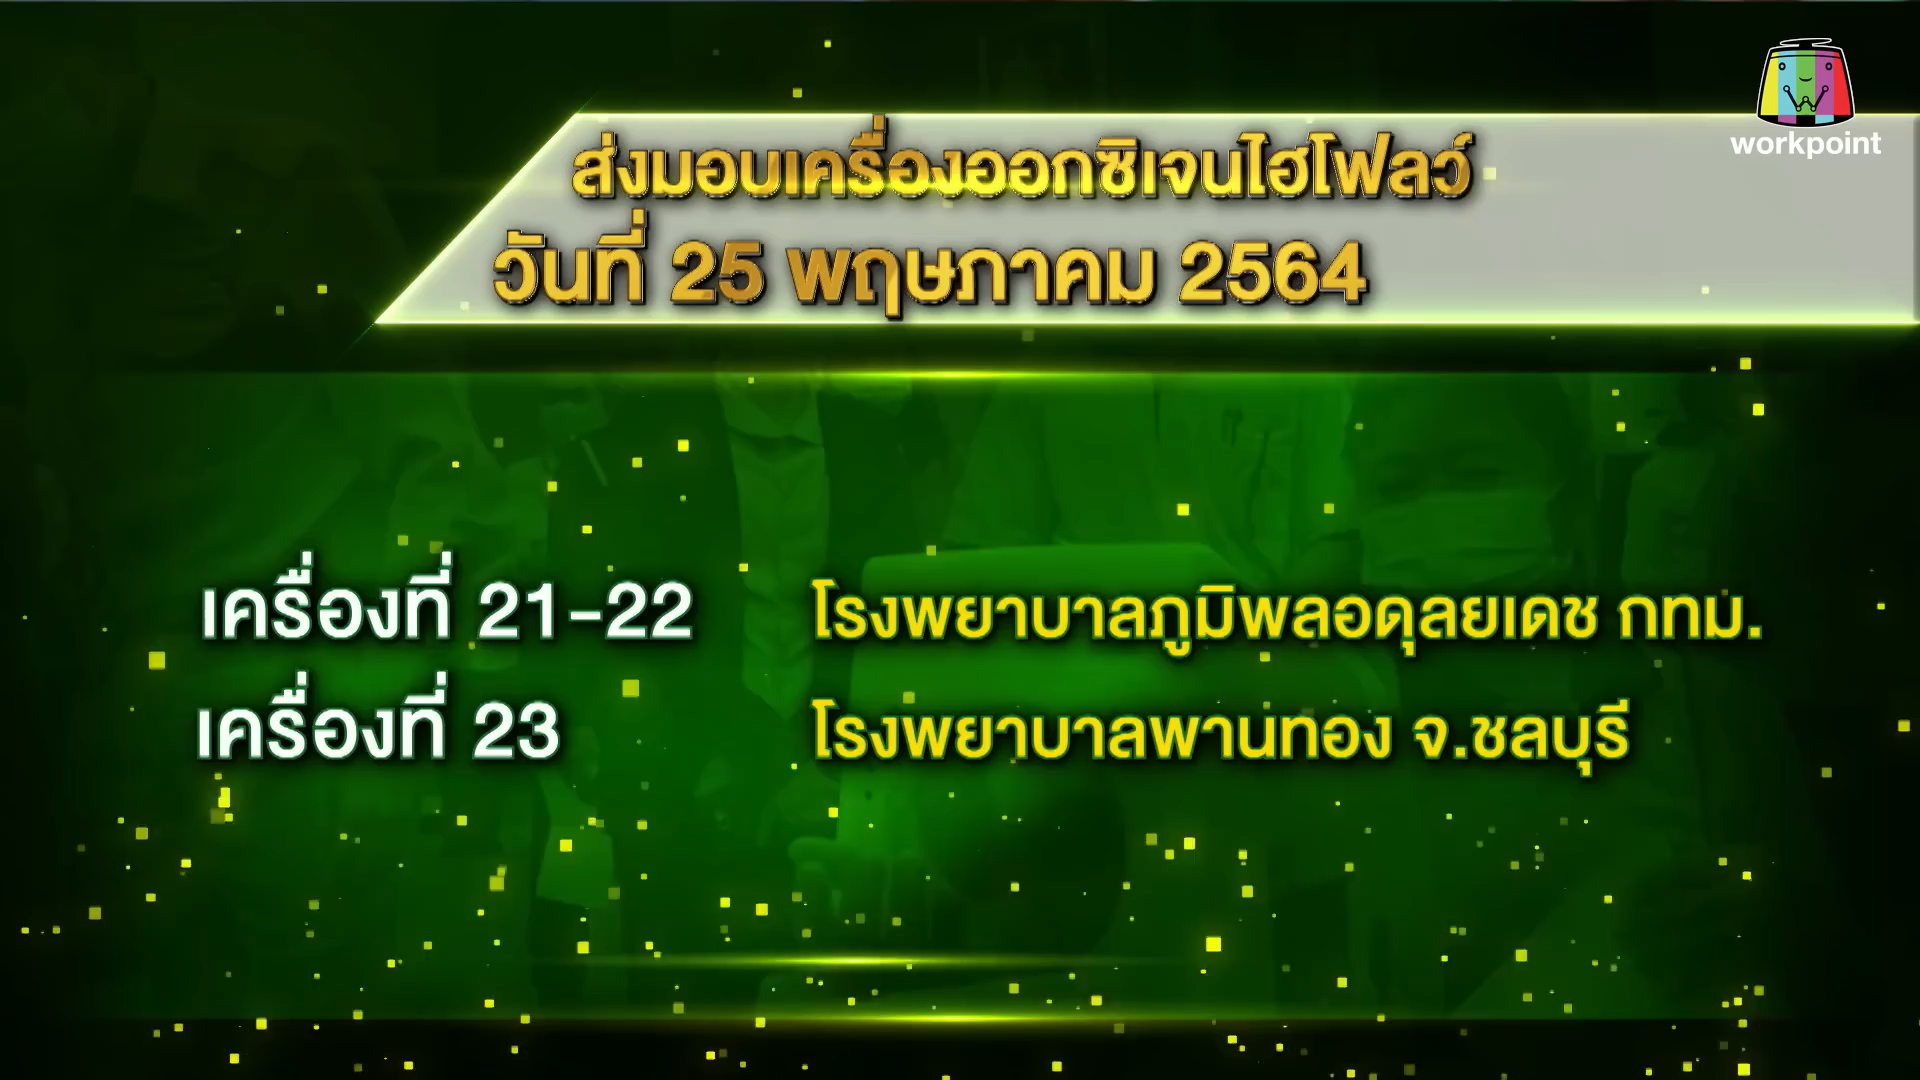 workpoint
ส่งมอบเครื่องออกซิเจนไฮโฟลว์
วันที่ 25 พฤษภาคม 2564
เครื่องที่ 21-22 โรงพยาบาลภูมิพลอดุลยเดช กทม.
เครื่องที่ 23 โรงพยาบาลพานทอง จ.ชลบุรี